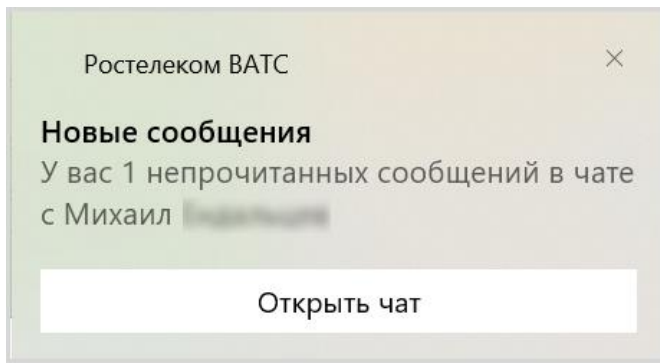 Ростелеком ВАТС
Новые сообщения
У вас 1 непрочитанных сообщений в чате
с Михаил
Открыть чат